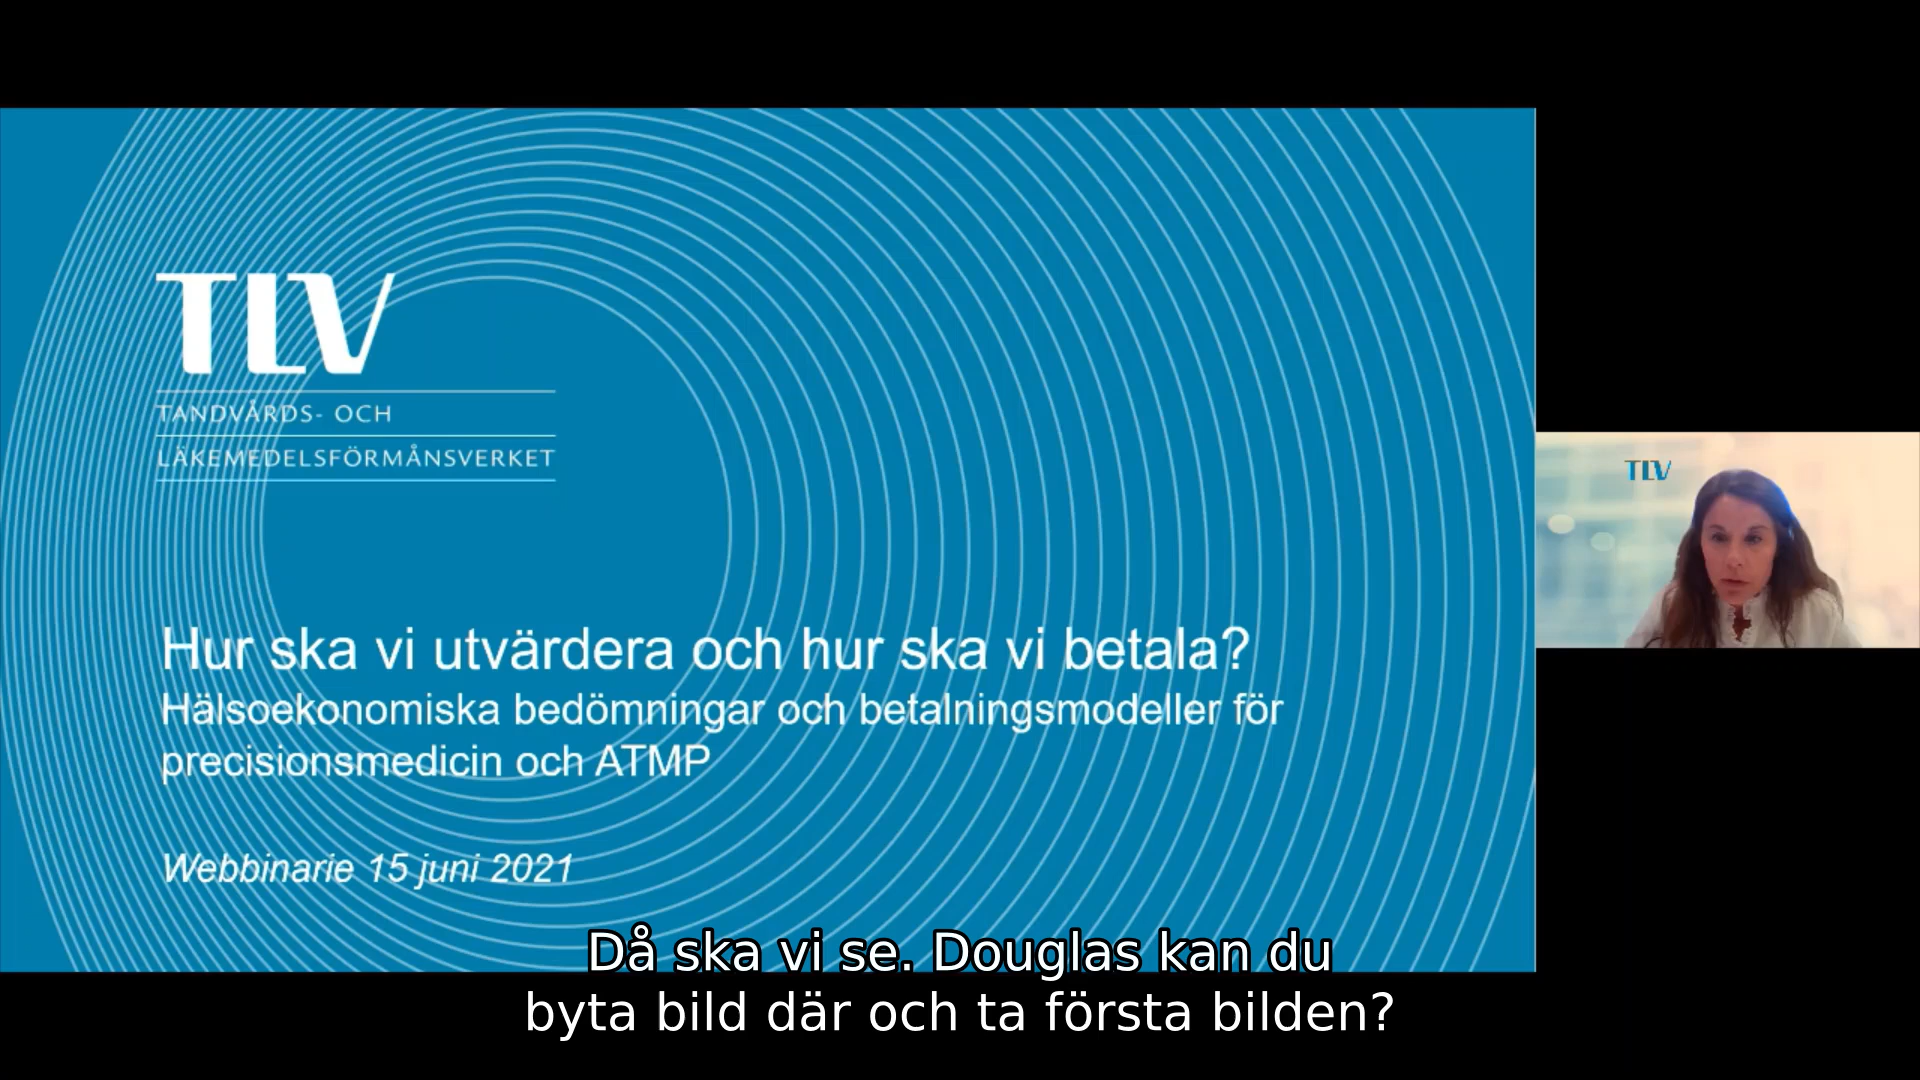 TLV
TANDVÅRDS- OCH
LÄKEMEDELSFÖRMÅNSVERKET
Hur ska vi utvärdera och hur ska vi betala?
Hälsoekonomiska bedömningar och betalningsmodeller för
precisionsmedicin och ATMP
Webbinarie 15 juni 2021
TLV
Då ska vi se. Douglas kan du
byta bild där och ta första bilden?